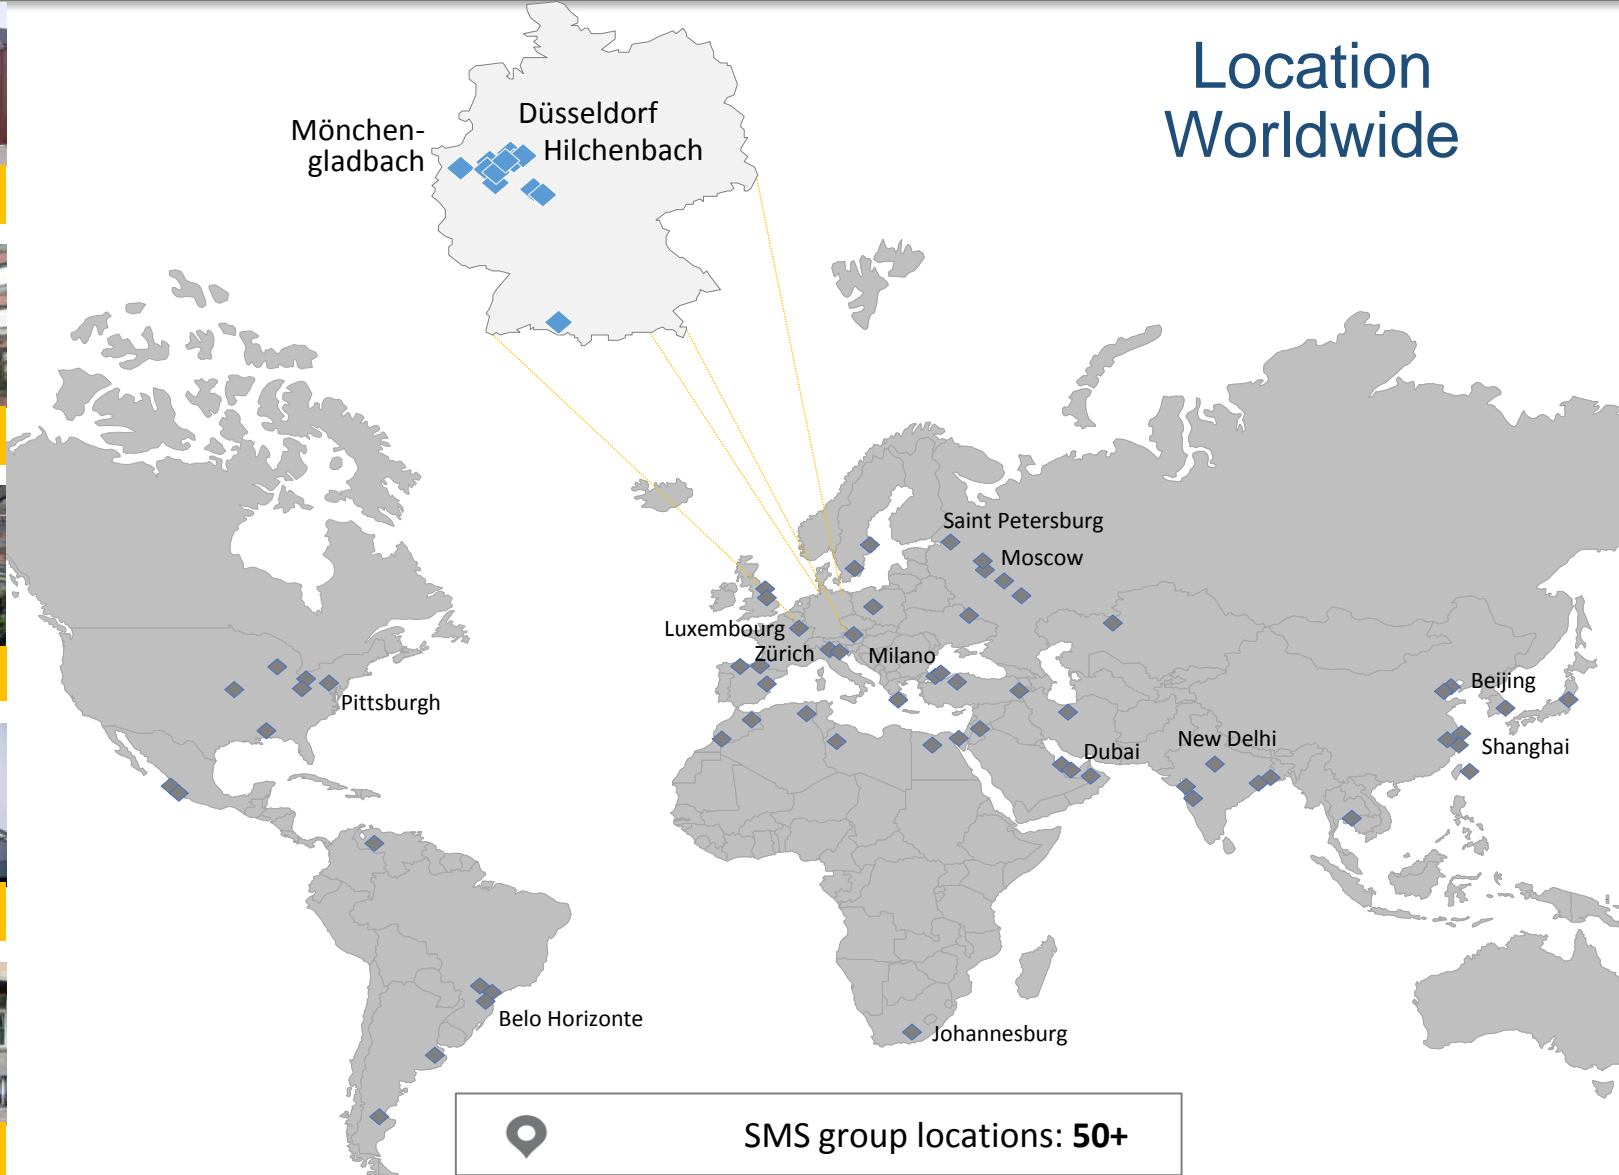 Location
Worldwide
Düsseldorf
Mönchen-
gladbach
Hilchenbach
Saint Petersburg
Moscow
Luxembourg
Zürich
Milano
Pittsburgh
Beijing
Shanghai
New Delhi
Dubai
Belo Horizonte
Johannesburg
SMS group locations: 50+